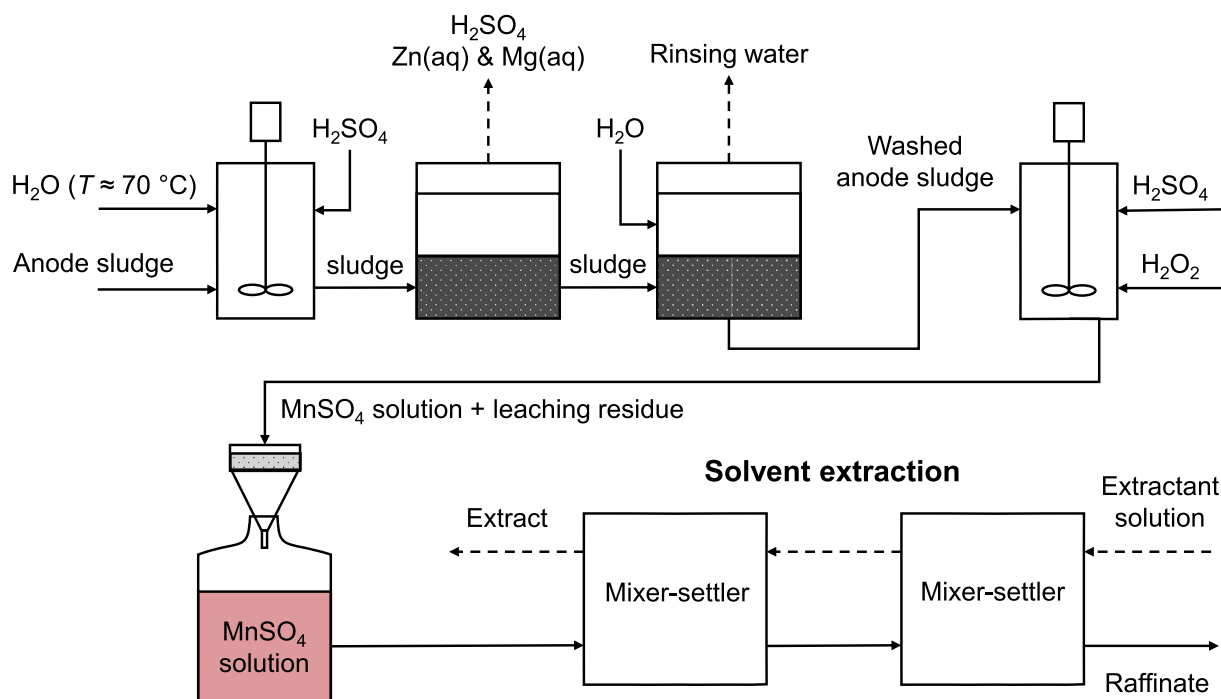 H₂SO₄
Zn(aq) & Mg(aq)
Rinsing water
H₂SO₄
H₂O
Washed
anode sludge
H₂O (T ≈ 70 °C)
H₂SO₄
Anode sludge
sludge
sludge
H₂O₂
MnSO₄ solution + leaching residue
Solvent extraction
Extract
Extractant
solution
Mixer-settler
Mixer-settler
MnSO₄
solution
Raffinate